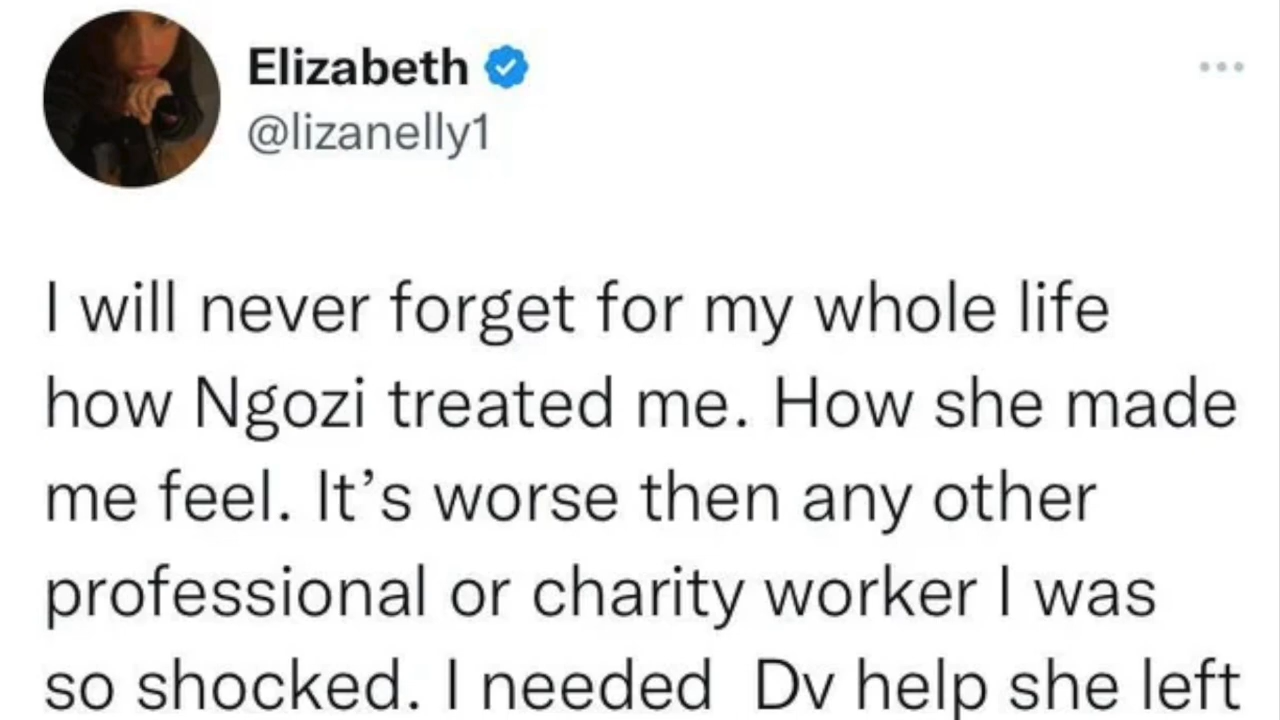 Elizabeth
@lizanelly1
I will never forget for my whole life
how Ngozi treated me. How she made
me feel. It’s worse then any other
professional or charity worker I was
so shocked. I needed  Dv help she left